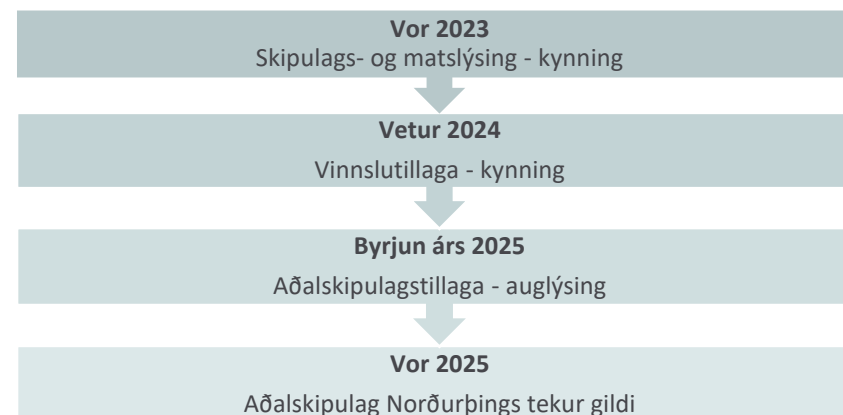 Vor 2023
Skipulags- og matslýsing - kynning
Vetur 2024
Vinnslutillaga - kynning
Byrjun árs 2025
Aðalskipulagstillaga - auglýsing
Vor 2025
Aðalskipulag Norðurþings tekur gildi